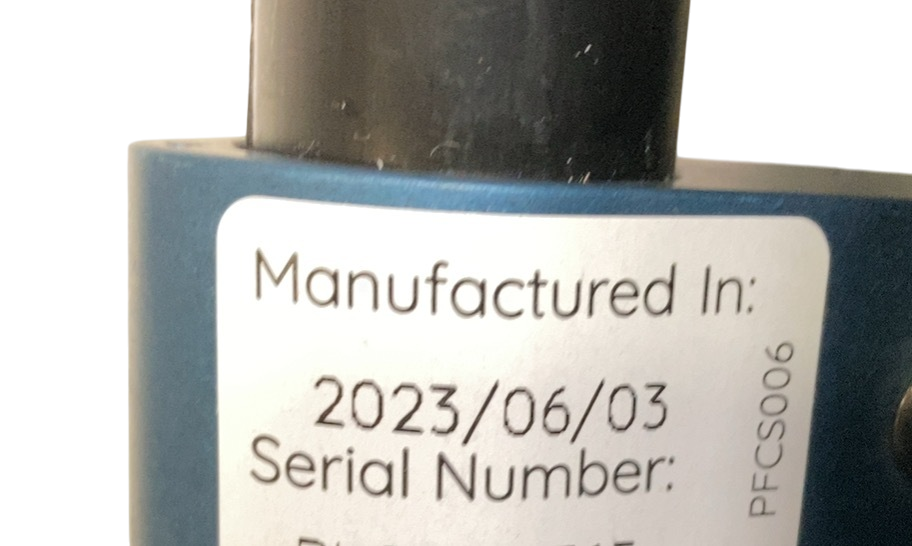 Manufactured In:
2023/06/03
Serial Number:
PFCS006